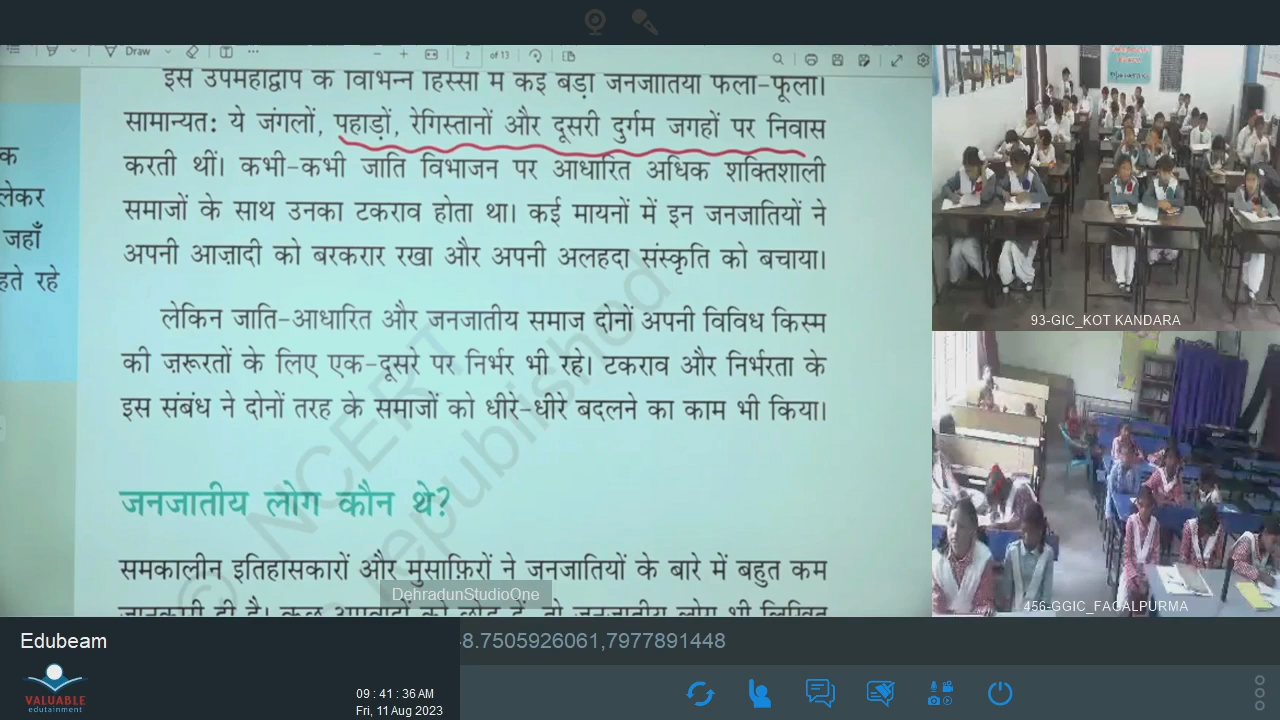 Draw
2
of 13
इस उपमहाद्वीप के विभिन्न हिस्सों में कई बड़ी जनजातियाँ फली-फूलीं।
सामान्यत: ये जंगलों, पहाड़ों, रेगिस्तानों और दूसरी दुर्गम जगहों पर निवास
करती थीं। कभी-कभी जाति विभाजन पर आधारित अधिक शक्तिशाली
समाजों के साथ उनका टकराव होता था। कई मायनों में इन जनजातियों ने
अपनी आज़ादी को बरकरार रखा और अपनी अलहदा संस्कृति को बचाया।
क
लेकर
जहाँ
हते रहे
लेकिन जाति-आधारित और जनजातीय समाज दोनों अपनी विविध किस्म
की ज़रूरतों के लिए एक-दूसरे पर निर्भर भी रहे। टकराव और निर्भरता के
इस संबंध ने दोनों तरह के समाजों को धीरे-धीरे बदलने का काम भी किया।
जनजातीय लोग कौन थे?
समकालीन इतिहासकारों और मुसाफ़िरों ने जनजातियों के बारे में बहुत कम
© NCERT
republished
DehradunStudioOne
93-GIC_KOT KANDARA
456-GGIC_FAGALPURMA
Edubeam
8.7505926061,7977891448
VALUABLE
edutainment
09 : 41 : 36 AM
Fri, 11 Aug 2023